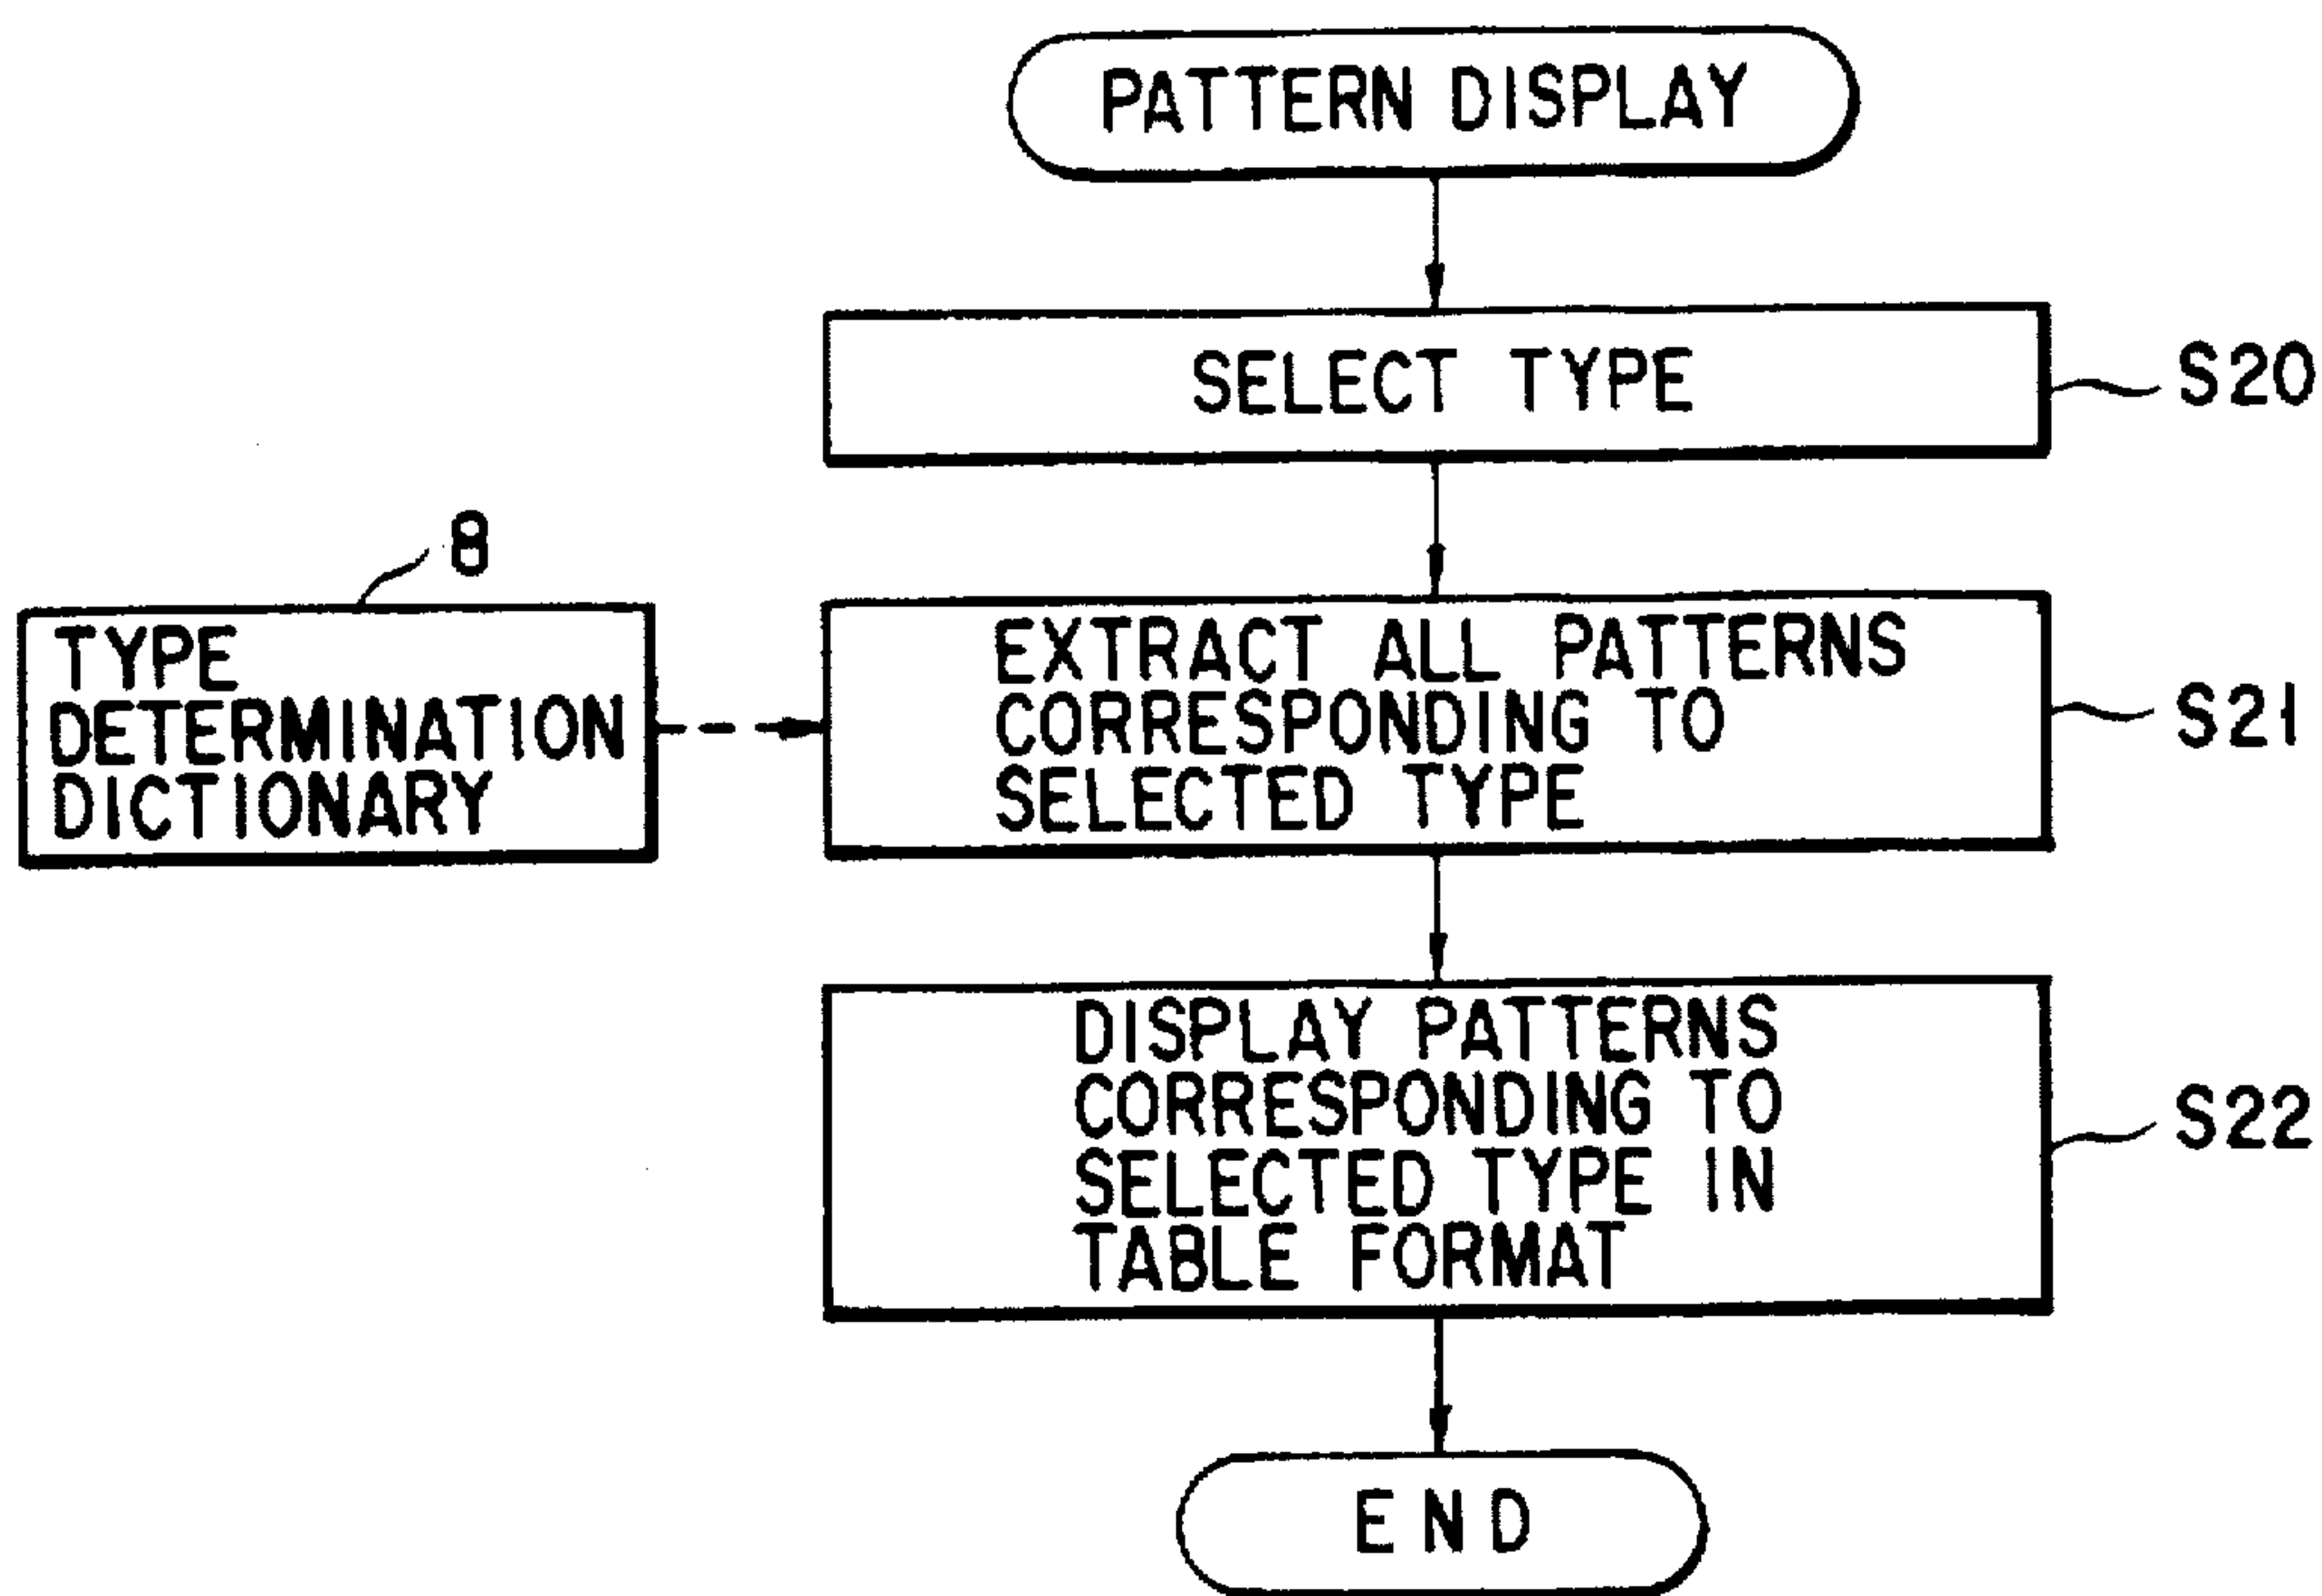 PATTERN DISPLAY
SELECT TYPE
S20
8
TYPE
DETERMINATION
DICTIONARY
EXTRACT ALL PATTERNS
CORRESPONDING TO
SELECTED TYPE
S21
DISPLAY PATTERNS
CORRESPONDING TO
SELECTED TYPE IN
TABLE FORMAT
S22
END